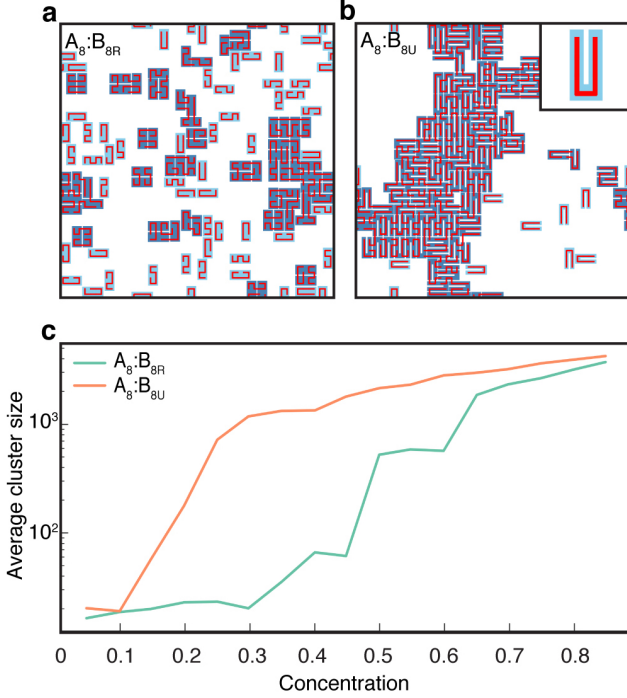 a
A₈:B₈R
b
A₈:B₈U
c
A₈:B₈R
A₈:B₈U
Average cluster size
10³
10²
0 0.1 0.2 0.3 0.4 0.5 0.6 0.7 0.8
Concentration